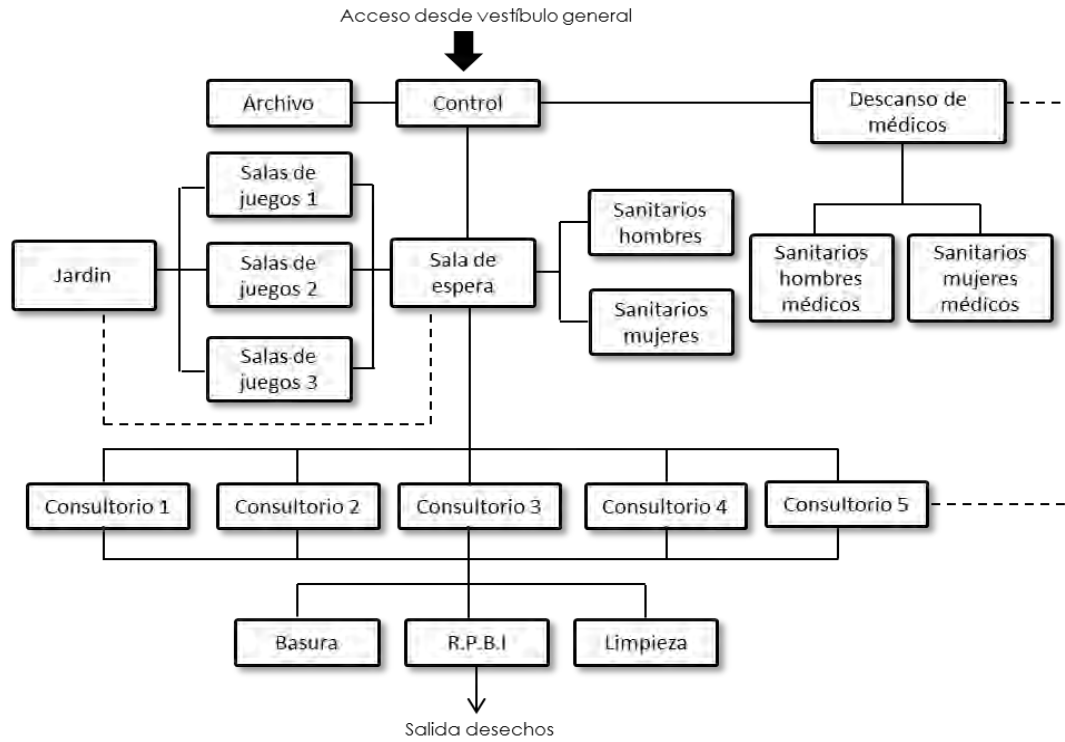 Acceso desde vestíbulo general
Archivo
Control
Descanso de
médicos
Salas de
juegos 1
Sanitarios
hombres
Jardin
Salas de
juegos 2
Sala de
espera
Sanitarios
hombres
médicos
Sanitarios
mujeres
médicos
Sanitarios
mujeres
Salas de
juegos 3
Consultorio 1
Consultorio 2
Consultorio 3
Consultorio 4
Consultorio 5
Basura
R.P.B.I
Limpieza
Salida desechos